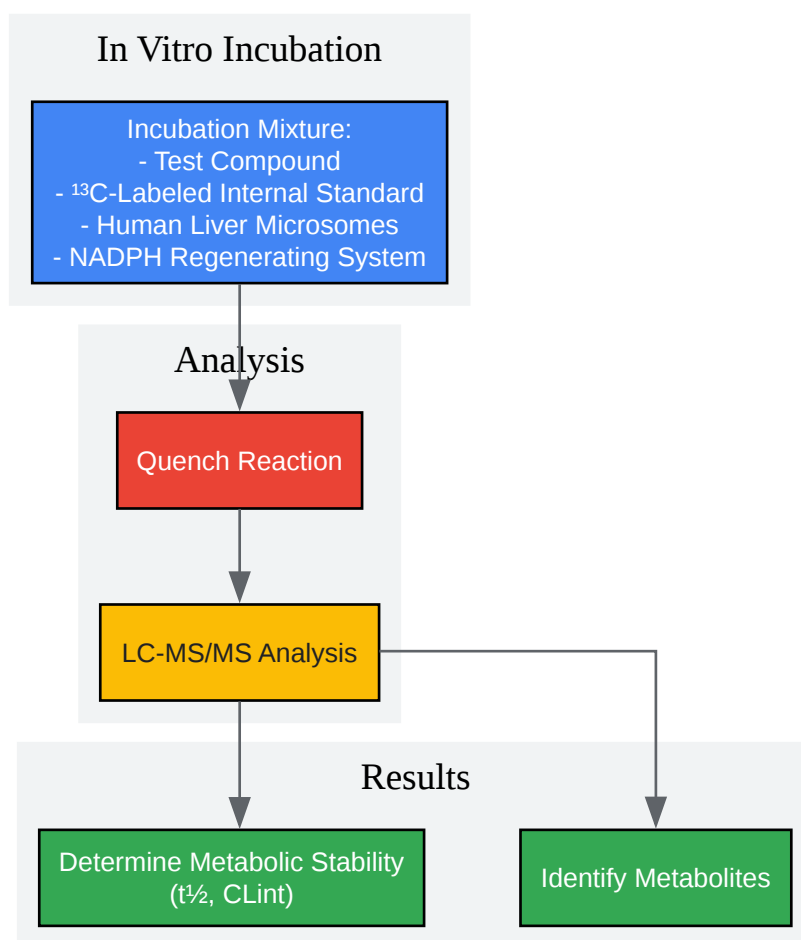 In Vitro Incubation
Incubation Mixture:
- Test Compound
- ¹³C-Labeled Internal Standard
- Human Liver Microsomes
- NADPH Regenerating System
Analysis
Quench Reaction
LC-MS/MS Analysis
Results
Determine Metabolic Stability
(t½, CLint)
Identify Metabolites